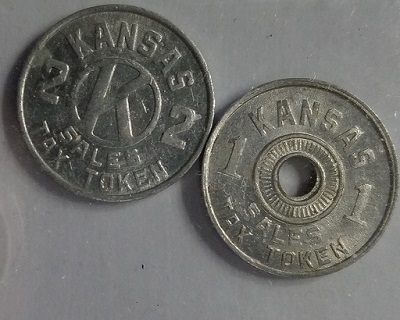 KANSAS
2 K 2
SALES
TAX TOKEN
KANSAS
1 1
SALES
TAX TOKEN